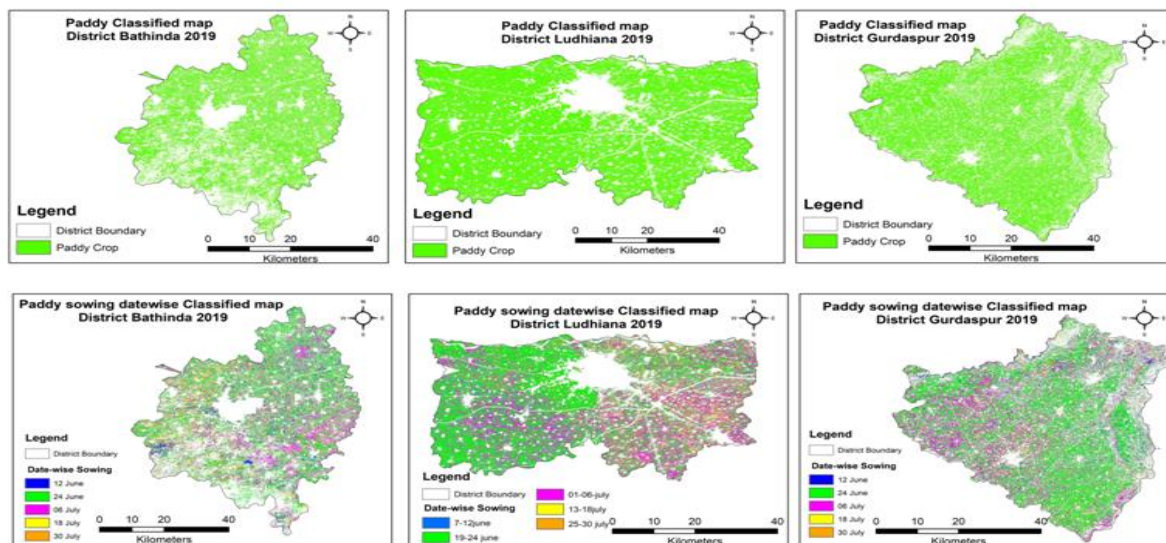 Paddy Classified map
District Bathinda 2019
N
W E
S
Legend
District Boundary
Paddy Crop
0 10 20 40
Kilometers
Paddy Classified map
District Ludhiana 2019
N
W E
S
Legend
District Boundary
Paddy Crop
0 10 20 40
Kilometers
Paddy Classified map
District Gurdaspur 2019
N
W E
S
Legend
District Boundary
Paddy Crop
0 10 20 40
Kilometers
Paddy sowing datewise Classified map
District Bathinda 2019
N
W E
S
Legend
District Boundary
Date-wise Sowing
12 June
24 June
06 July
18 July
30 July
0 10 20 40
Kilometers
Paddy sowing datewise Classified map
District Ludhiana 2019
N
W E
S
Legend
District Boundary
Date-wise Sowing
7-12june
19-24 june
01-06-july
13-18july
25-30 july
0 10 20 40
Kilometers
Paddy sowing datewise Classified map
District Gurdaspur 2019
N
W E
S
Legend
District Boundary
Date-wise Sowing
12 June
24 June
06 July
18 July
30 July
0 10 20 40
Kilometers